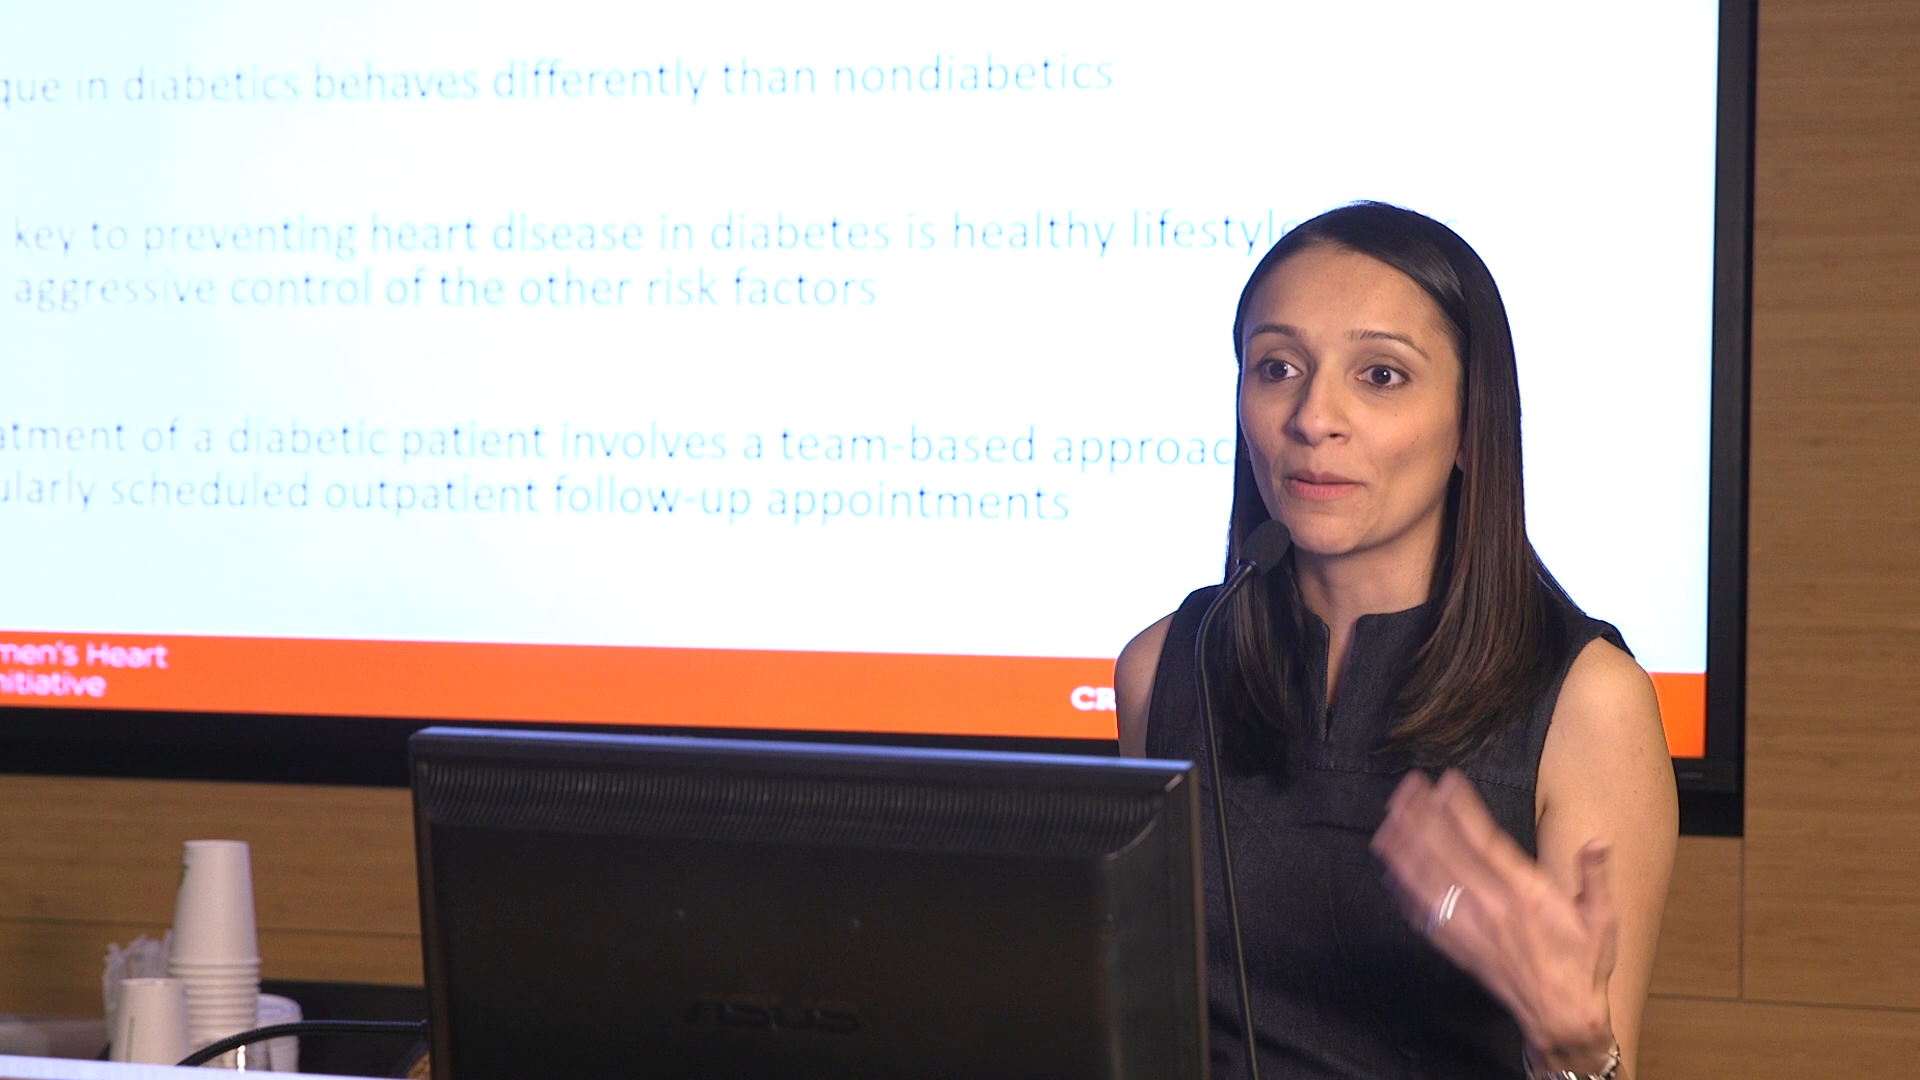 que in diabetics behaves differently than nondiabetics
key to preventing heart disease in diabetes is healthy lifestyle
aggressive control of the other risk factors
atment of a diabetic patient involves a team-based approac
ularly scheduled outpatient follow-up appointments
men's Heart
nitiative
CR
ASUS